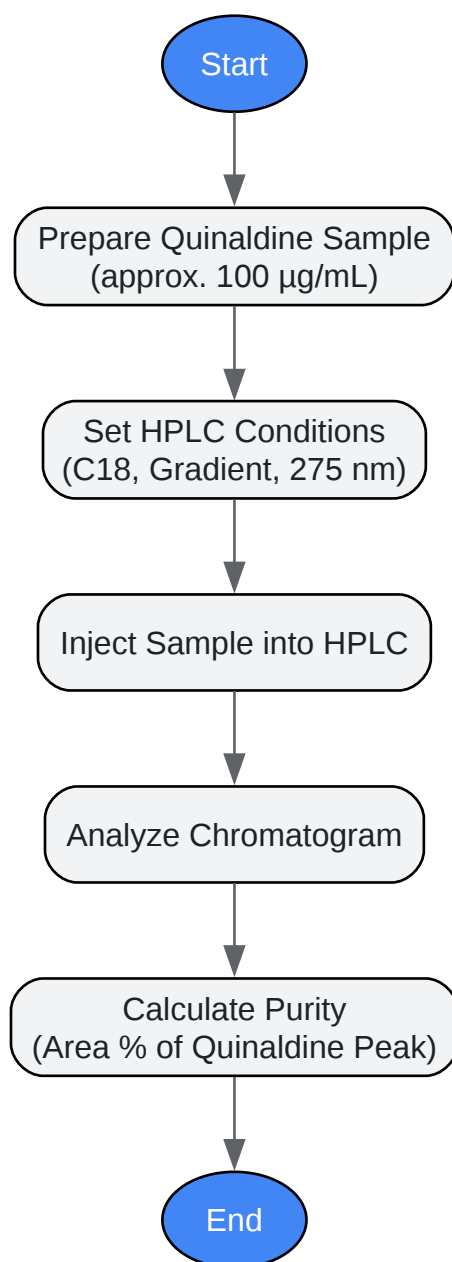 Start
Prepare Quinaldine Sample
(approx. 100 µg/mL)
Set HPLC Conditions
(C18, Gradient, 275 nm)
Inject Sample into HPLC
Analyze Chromatogram
Calculate Purity
(Area % of Quinaldine Peak)
End